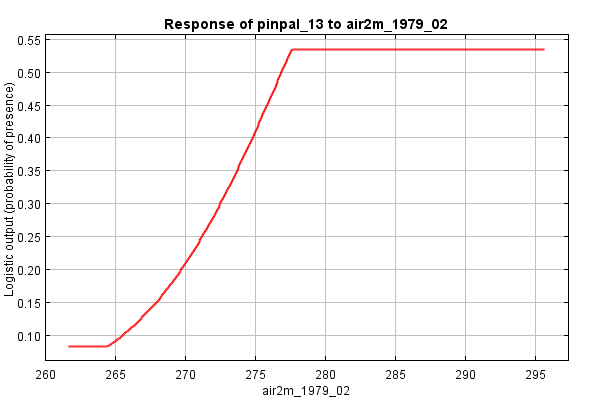 Response of pinpal_13 to air2m_1979_02
Logistic output (probability of presence)
0.55
0.50
0.45
0.40
0.35
0.30
0.25
0.20
0.15
0.10
260 265 270 275 280 285 290 295
air2m_1979_02